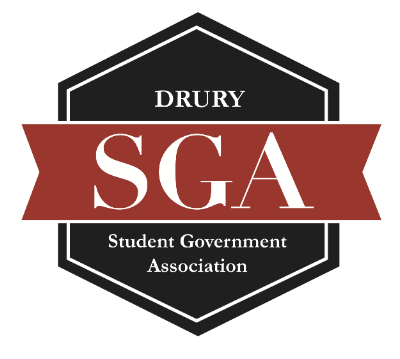 DRURY
SGA
Student Government
Association